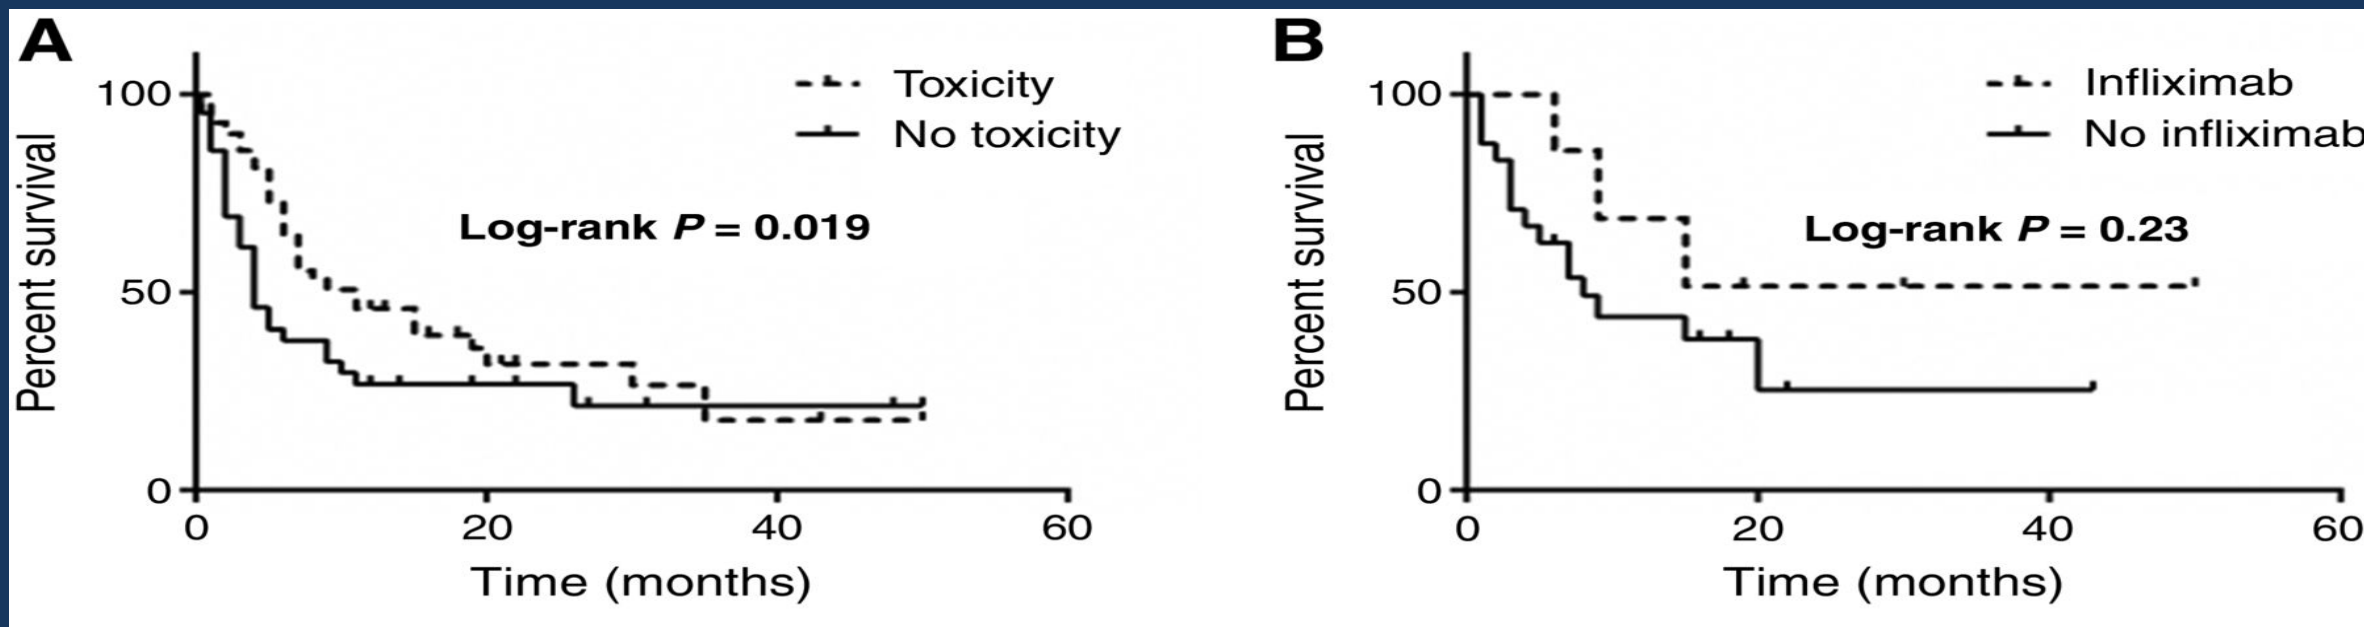 A
Percent survival
100
50
0
0 20 40 60
Time (months)
Toxicity
No toxicity
Log-rank P = 0.019
B
Percent survival
100
50
0
0 20 40 60
Time (months)
Infliximab
No infliximab
Log-rank P = 0.23